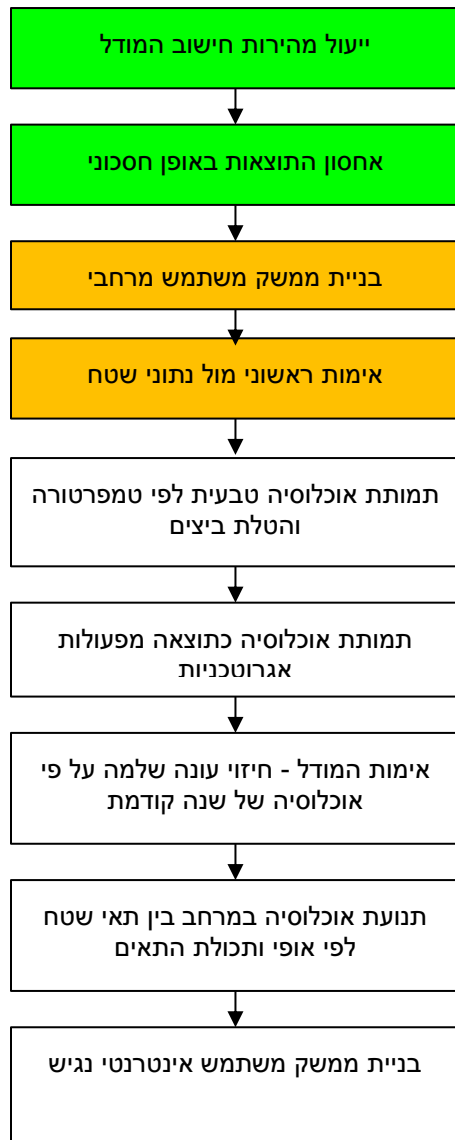 ייעול מהירות חישוב המודל
אחסון התוצאות באופן חסכוני
בניית ממשק משתמש מרחבי
אימות ראשוני מול נתוני שטח
תמותת אוכלוסיה טבעית לפי טמפרטורה
והטלת ביצים
תמותת אוכלוסיה כתוצאה מפעולות
אגרוטכניות
אימות המודל - חיזוי עונה שלמה על פי
אוכלוסיה של שנה קודמת
תנועת אוכלוסיה במרחב בין תאי שטח
לפי אופי ותכולת התאים
בניית ממשק משתמש אינטרנטי נגיש